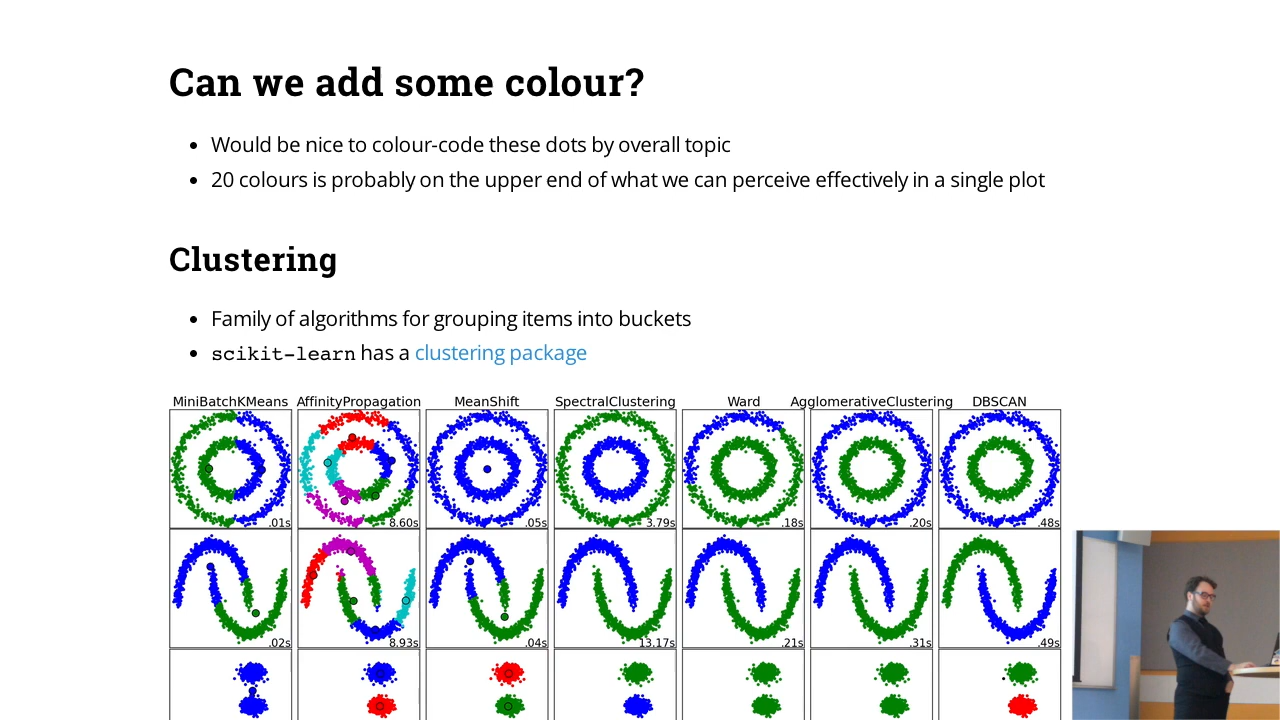 Can we add some colour?
Would be nice to colour-code these dots by overall topic
20 colours is probably on the upper end of what we can perceive effectively in a single plot
Clustering
Family of algorithms for grouping items into buckets
scikit-learn has a clustering package
MiniBatchKMeans AffinityPropagation MeanShift SpectralClustering Ward AgglomerativeClustering DBSCAN
.01s 8.60s .05s 3.79s .18s .20s .48s
.02s 8.93s .04s 13.17s .21s .31s .49s